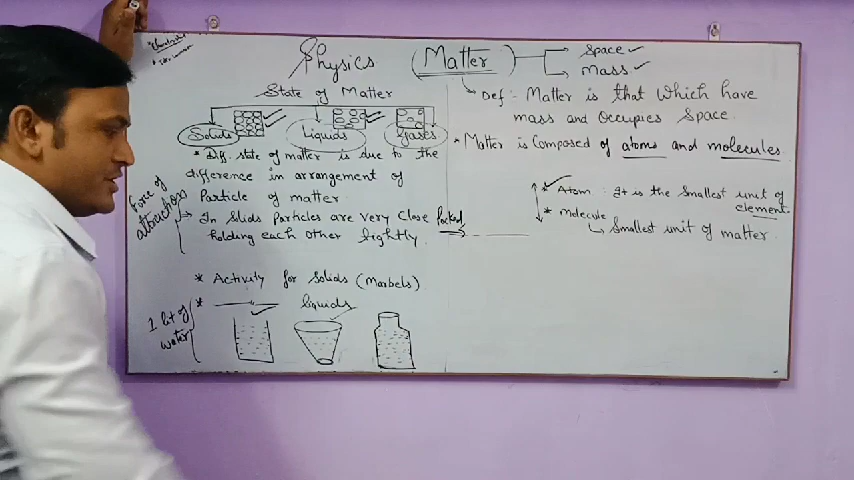 Physics
Matter
Space
Mass
State of Matter
Solids
Liquids
Gases
* Diff. state of matter is due to the
difference in arrangement of
Particle of matter
→ In Slids Particles are very close Packed
holding each other tightly
Force of
attractions
* Activity for solids (Marbels)
* liquids
1 lit of
water
Def:- Matter is that which have
mass and occupies Space
* Matter is composed of atoms and molecules
* Atom : It is the smallest unit of
element.
* Molecule
Smallest unit of matter